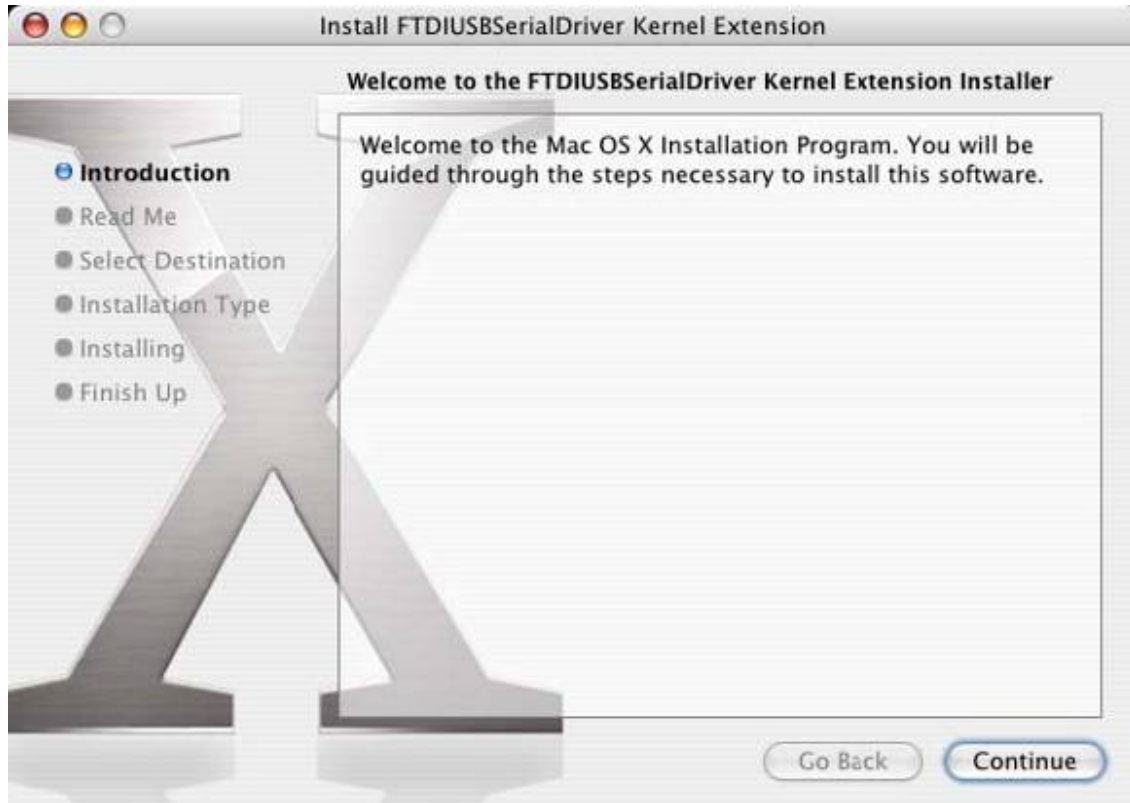 Install FTDIUSBSerialDriver Kernel Extension
Welcome to the FTDIUSBSerialDriver Kernel Extension Installer
Introduction
Read Me
Select Destination
Installation Type
Installing
Finish Up
Welcome to the Mac OS X Installation Program. You will be
guided through the steps necessary to install this software.
Go Back
Continue